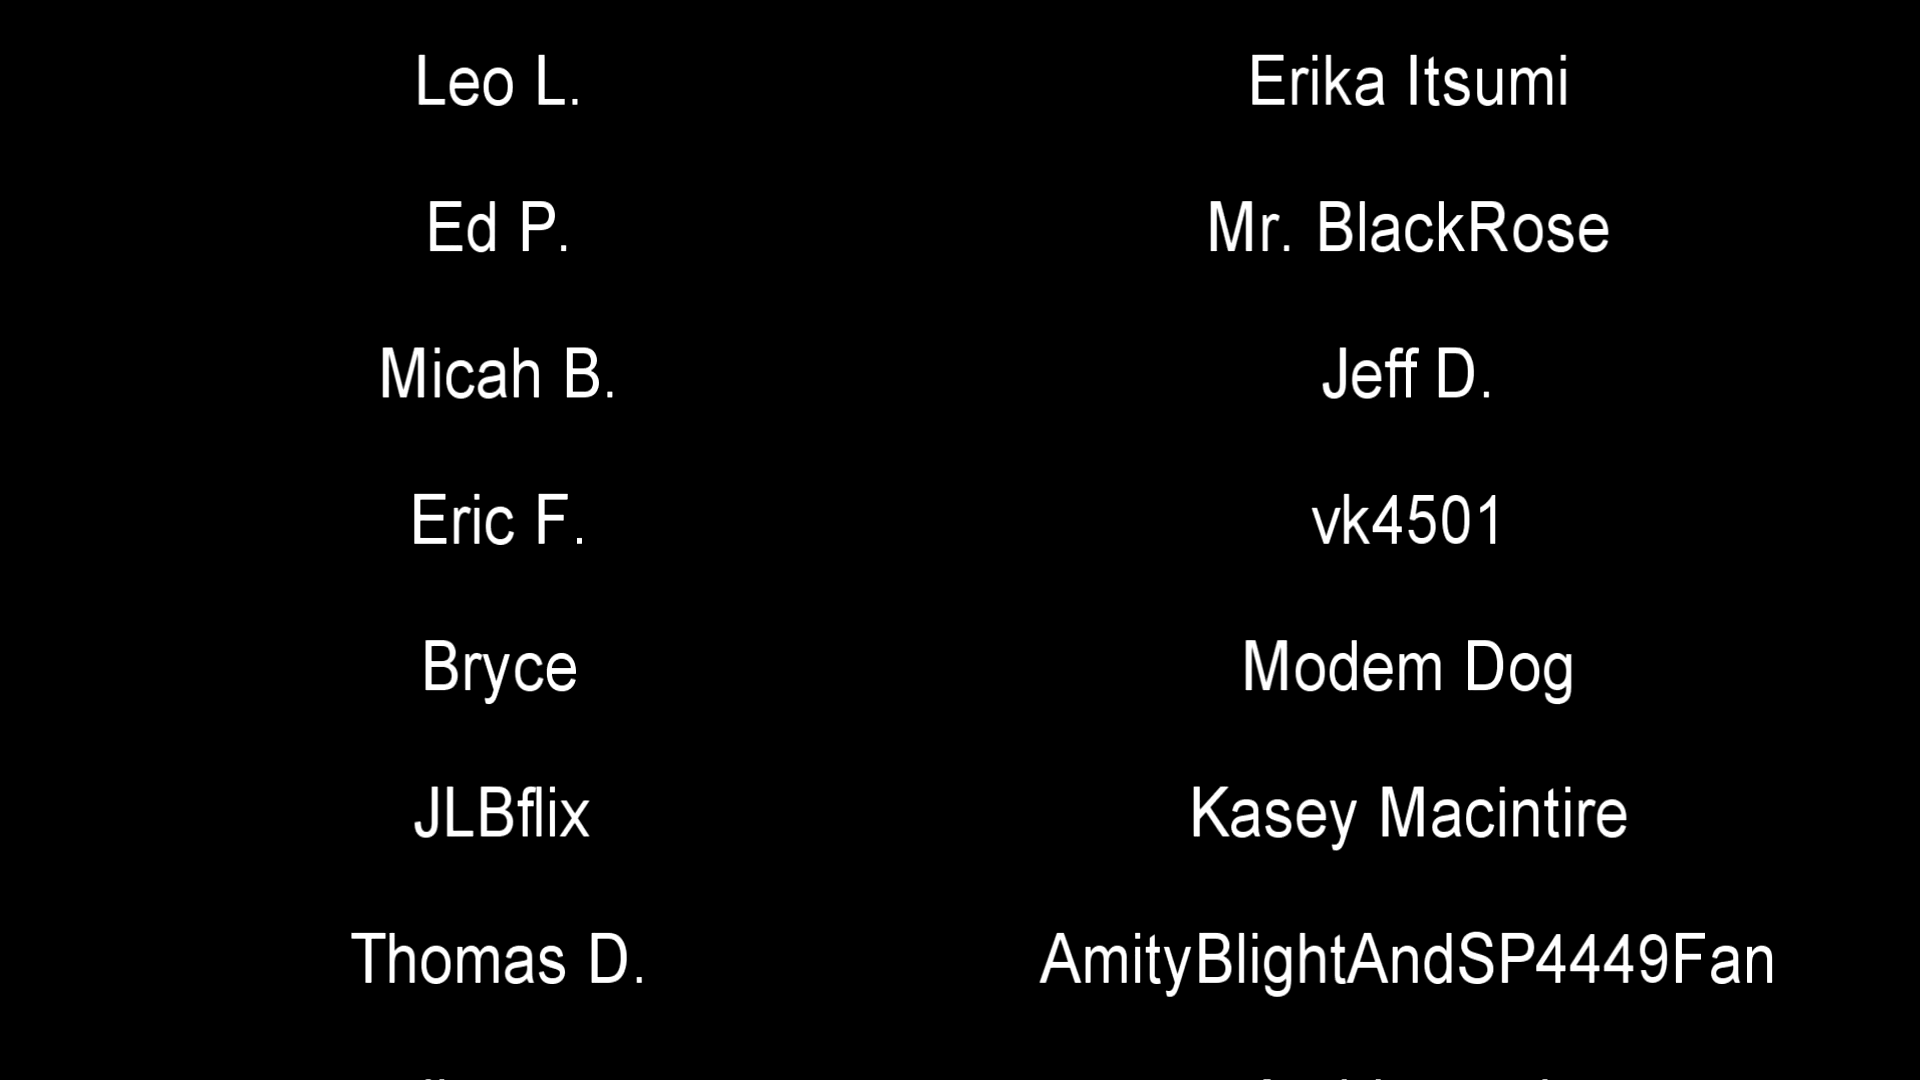 Leo L.
Erika Itsumi
Ed P.
Mr. BlackRose
Micah B.
Jeff D.
Eric F.
vk4501
Bryce
Modem Dog
JLBflix
Kasey Macintire
Thomas D.
AmityBlightAndSP4449Fan